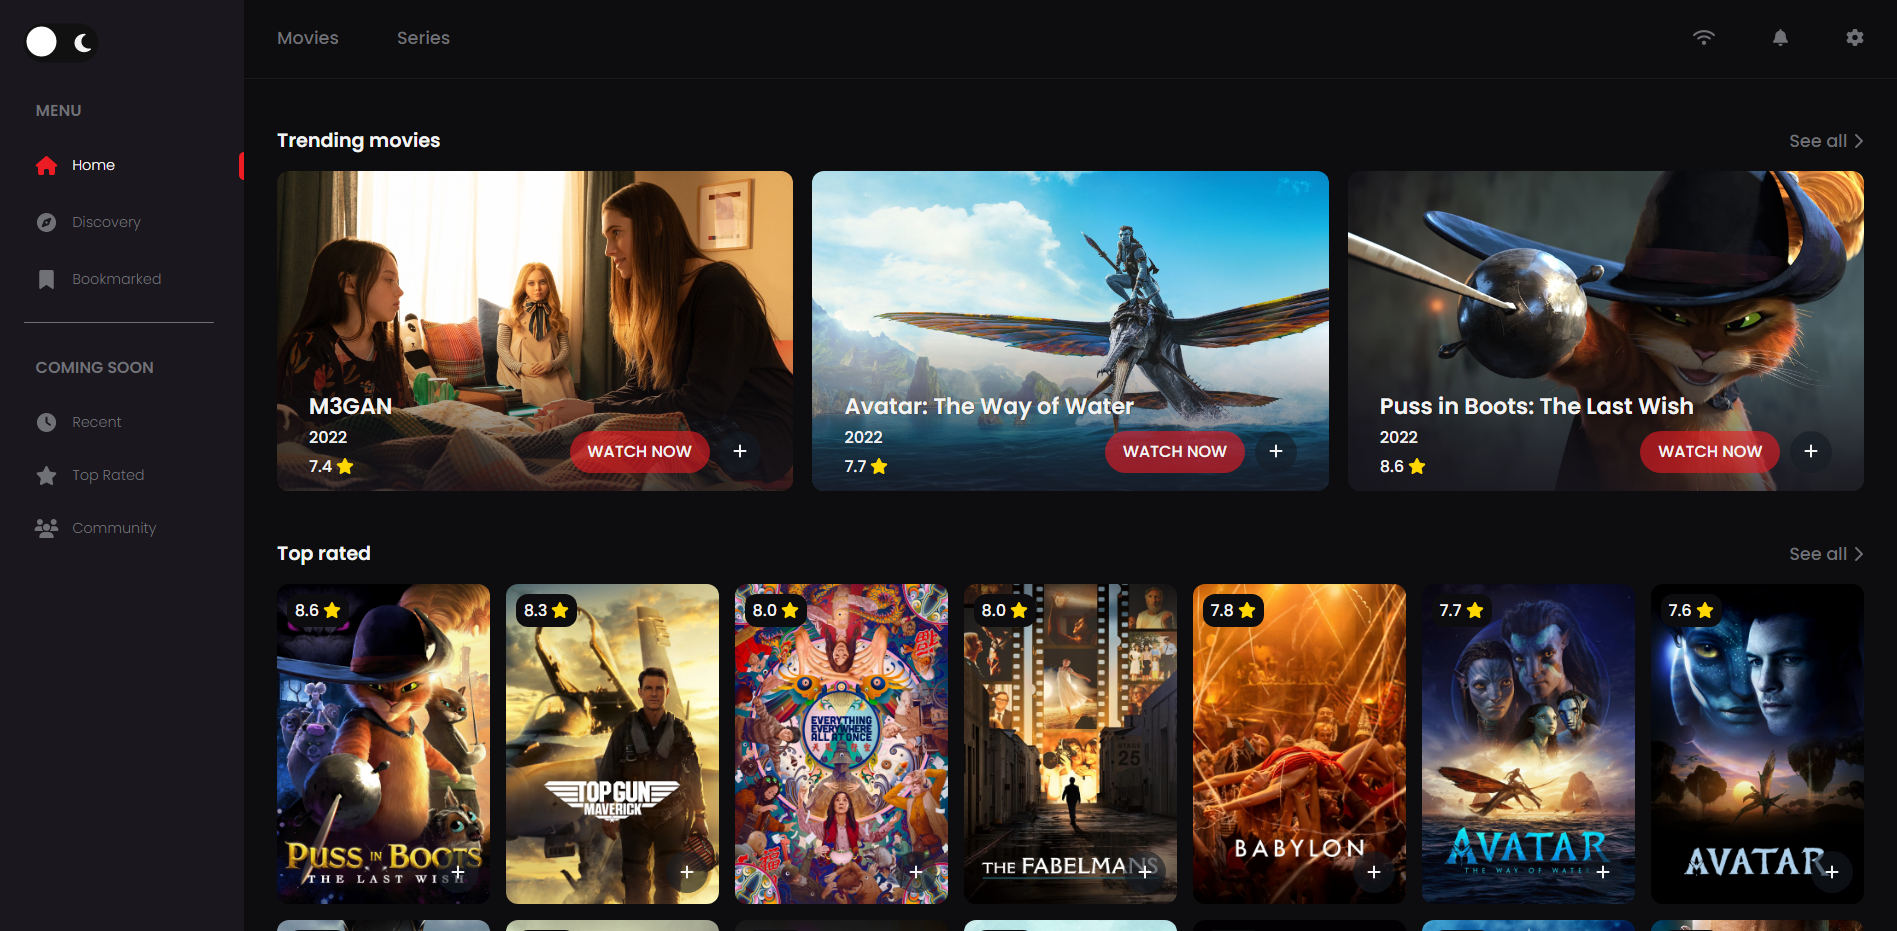 MENU
Home
Discovery
Bookmarked
COMING SOON
Recent
Top Rated
Community
Movies
Series
Trending movies
See all
M3GAN
2022
7.4
WATCH NOW
Avatar: The Way of Water
2022
7.7
WATCH NOW
Puss in Boots: The Last Wish
2022
8.6
WATCH NOW
Top rated
See all
8.6
PUSS IN BOOTS
THE LAST WISH
8.3
TOP GUN
MAVERICK
8.0
EVERYTHING
EVERYWHERE
ALL AT ONCE
8.0
STAGE
25
THE FABELMANS
7.8
BABYLON
7.7
AVATAR
THE WAY OF WATER
7.6
AVATAR